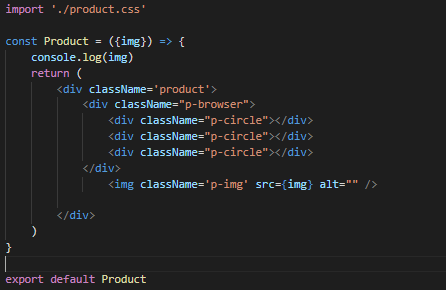 import './product.css'

const Product = ({img}) => {
    console.log(img)
    return (
        <div className='product'>
            <div className="p-browser">
                <div className="p-circle"></div>
                <div className="p-circle"></div>
                <div className="p-circle"></div>
            </div>
                <img className='p-img' src={img} alt="" />

        </div>
    )
}

export default Product